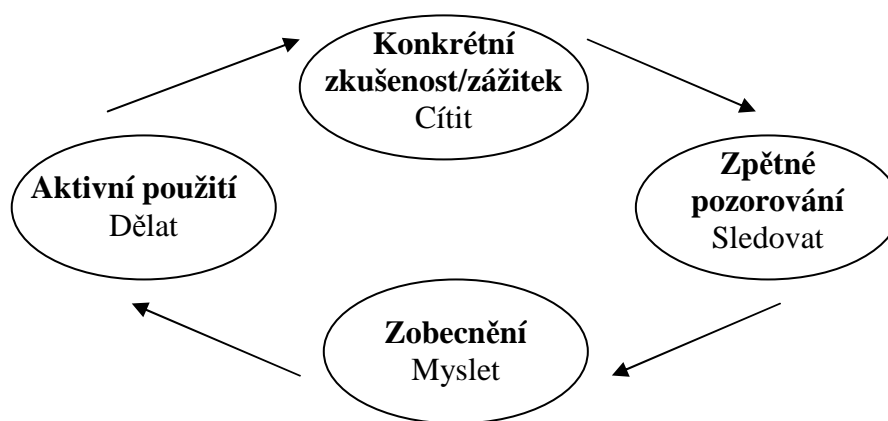 Konkrétní
zkušenost/zážitek
Cítit
Zpětné
pozorování
Sledovat
Zobecnění
Myslet
Aktivní použití
Dělat